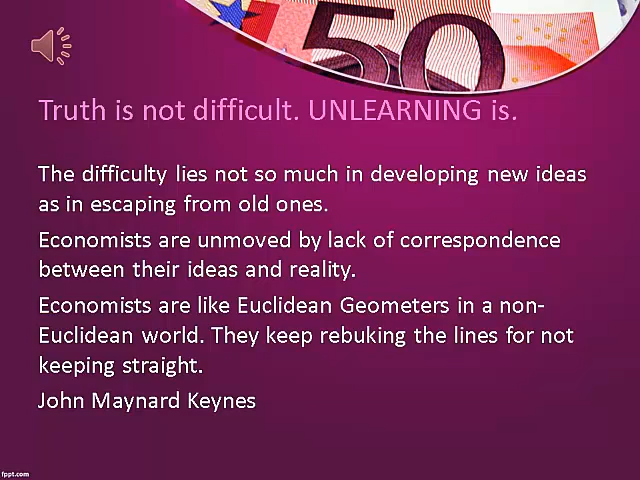 50
Truth is not difficult. UNLEARNING is.
The difficulty lies not so much in developing new ideas
as in escaping from old ones.
Economists are unmoved by lack of correspondence
between their ideas and reality.
Economists are like Euclidean Geometers in a non-
Euclidean world. They keep rebuking the lines for not
keeping straight.
John Maynard Keynes
fppt.com